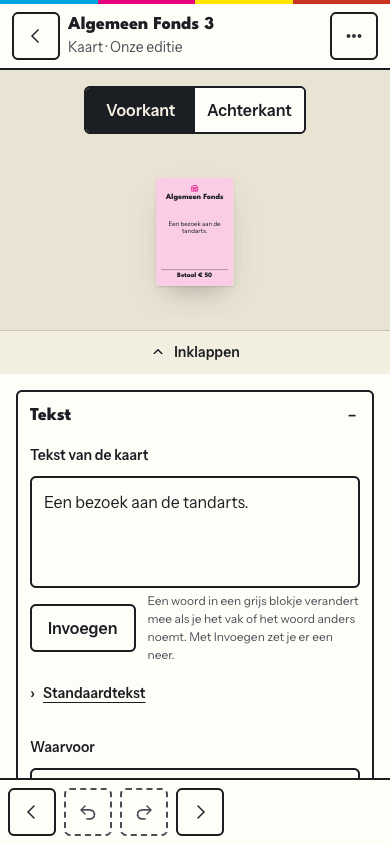 Algemeen Fonds 3
Kaart · Onze editie
Voorkant
Achterkant
Algemeen Fonds
Een bezoek aan de
tandarts.
Betaal € 50
Inklappen
Tekst
Tekst van de kaart
Een bezoek aan de tandarts.
Invoegen
Een woord in een grijs blokje verandert
mee als je het vak of het woord anders
noemt. Met Invoegen zet je er een
neer.
Standaardtekst
Waarvoor